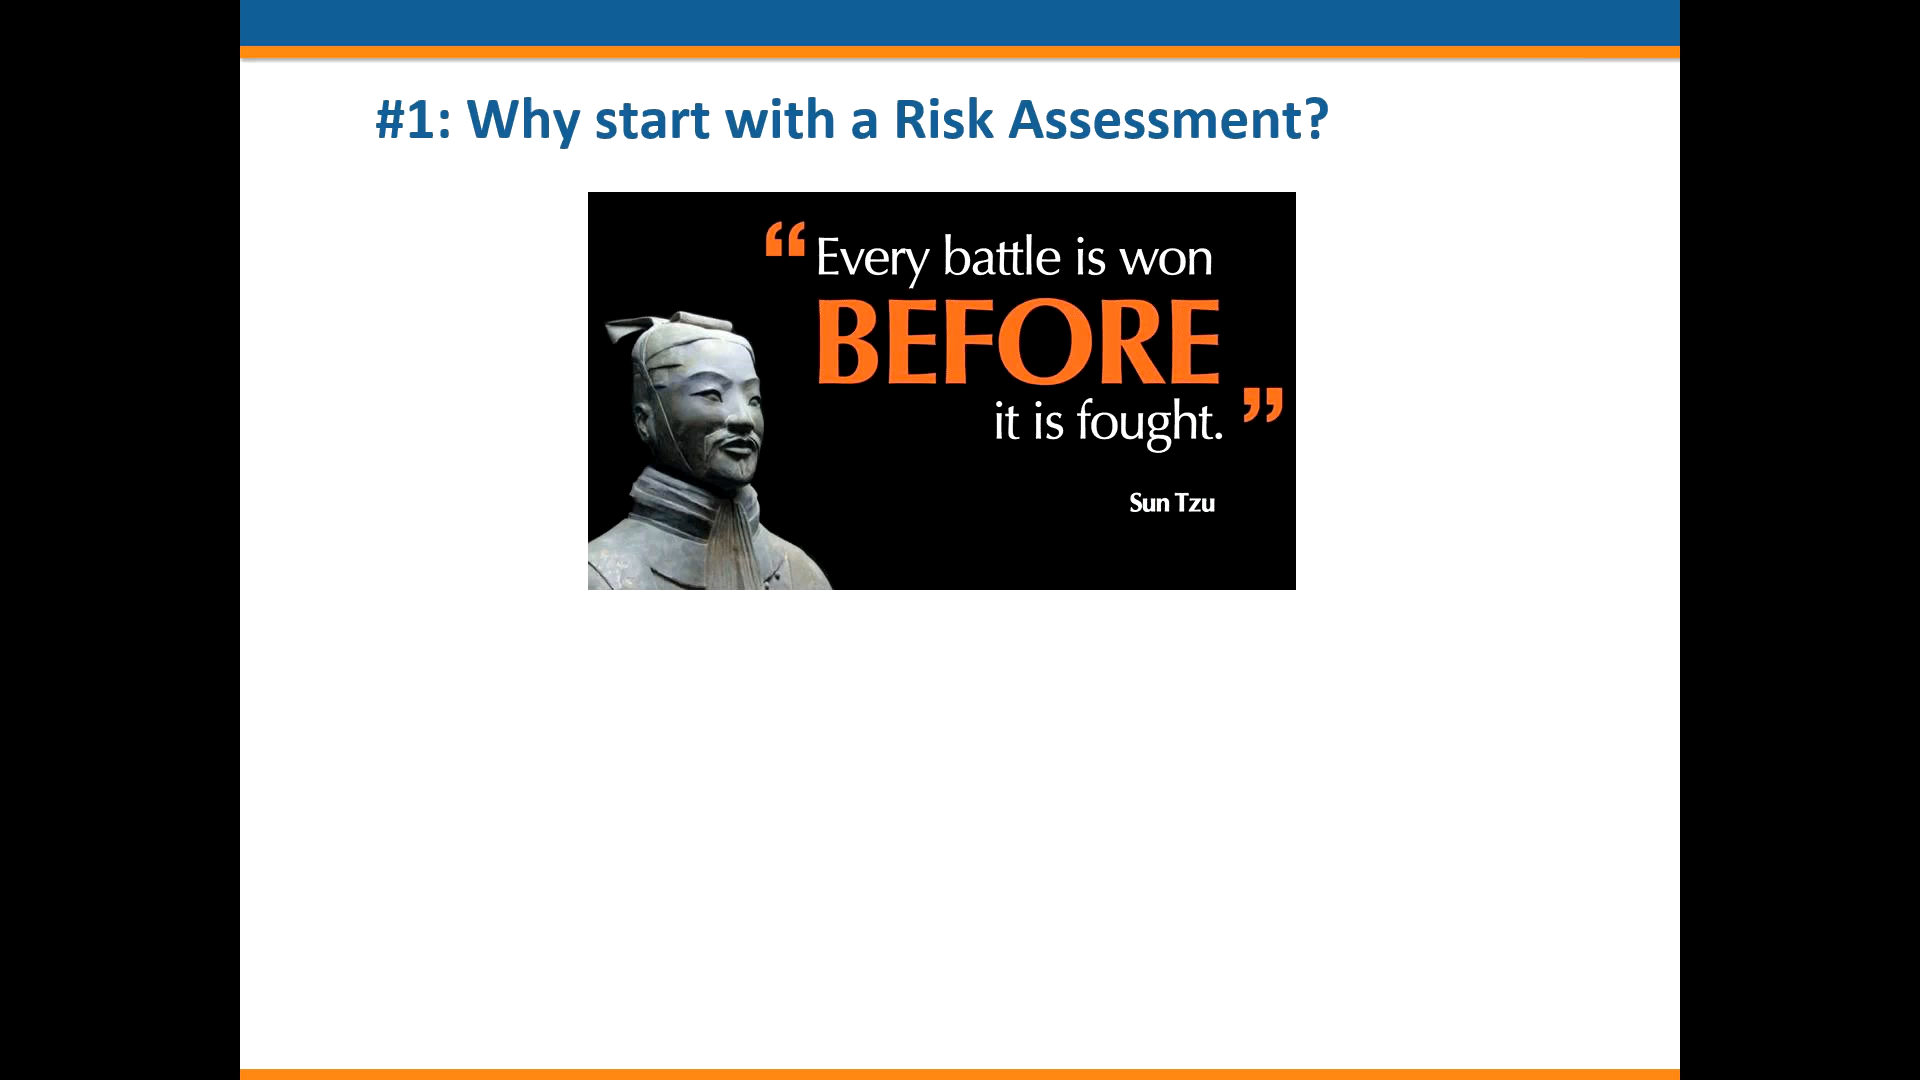 #1: Why start with a Risk Assessment?
“Every battle is won
BEFORE
it is fought.”
Sun Tzu